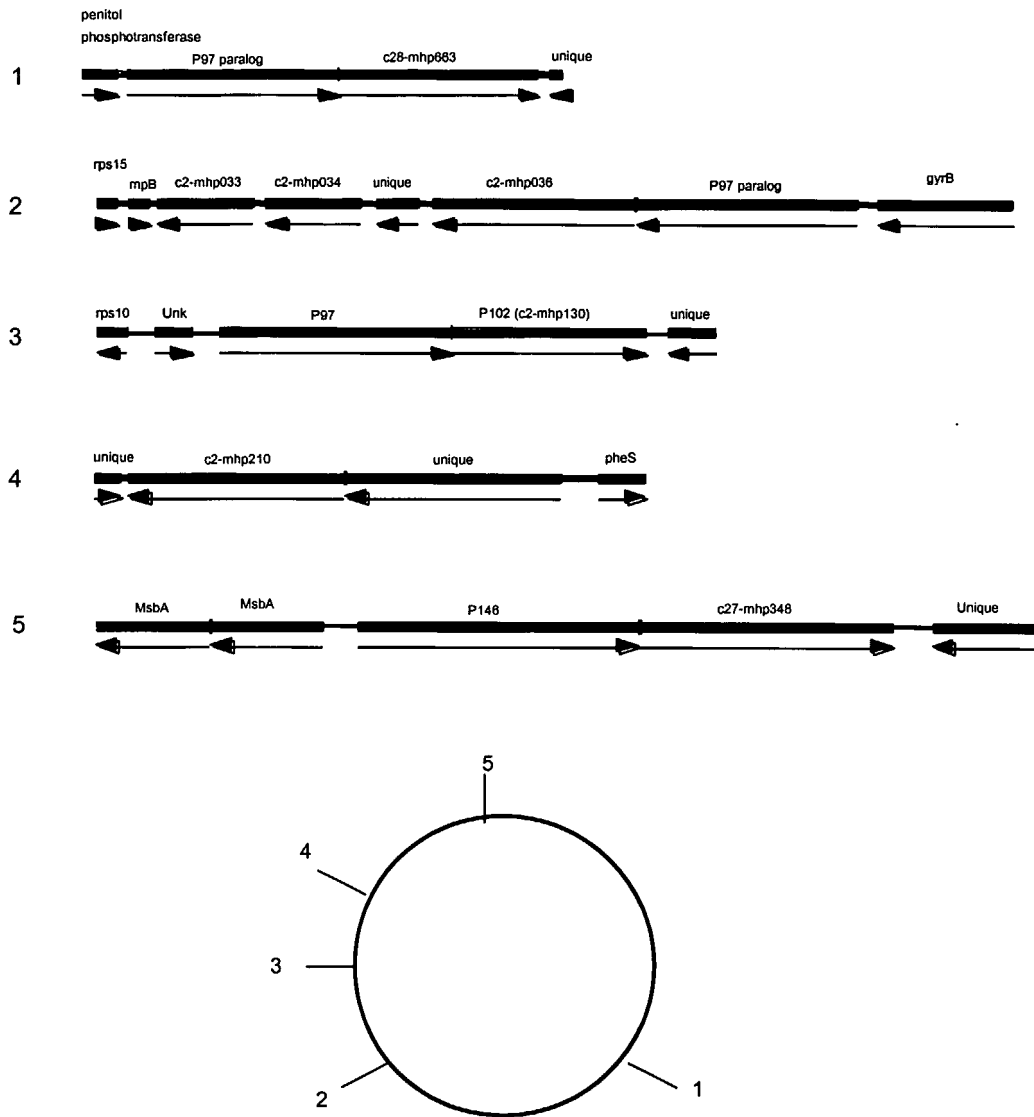 penitol
phosphotransferase
P97 paralog
c28-mhp663
unique
1
rps15
mpB
c2-mhp033
c2-mhp034
unique
c2-mhp036
P97 paralog
gyrB
2
rps10
Unk
P97
P102 (c2-mhp130)
unique
3
unique
c2-mhp210
unique
pheS
4
MsbA
MsbA
P146
c27-mhp348
Unique
5
5
4
3
2
1